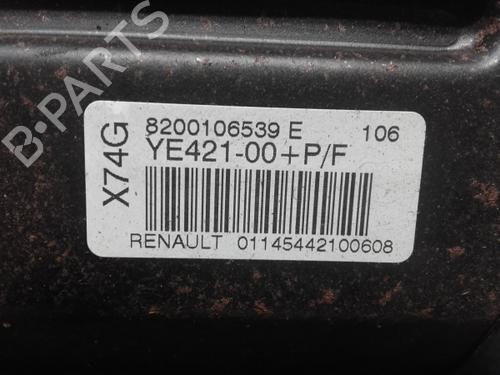 B-PARTS
X74G
8200106539 E 106
YE421-00+P/F
RENAULT 01145442100608